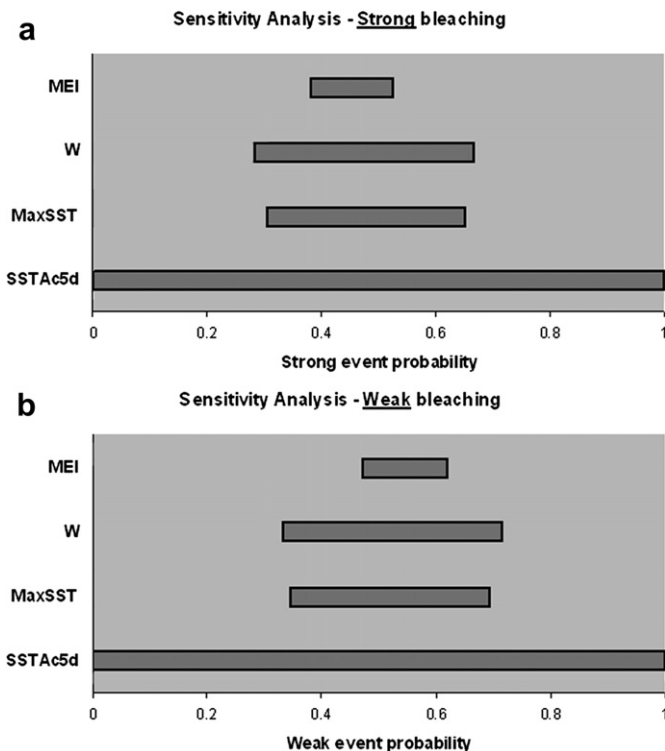 a
Sensitivity Analysis - Strong bleaching
MEI
W
MaxSST
SSTAc5d
0 0.2 0.4 0.6 0.8 1
Strong event probability
b
Sensitivity Analysis - Weak bleaching
MEI
W
MaxSST
SSTAc5d
0 0.2 0.4 0.6 0.8 1
Weak event probability